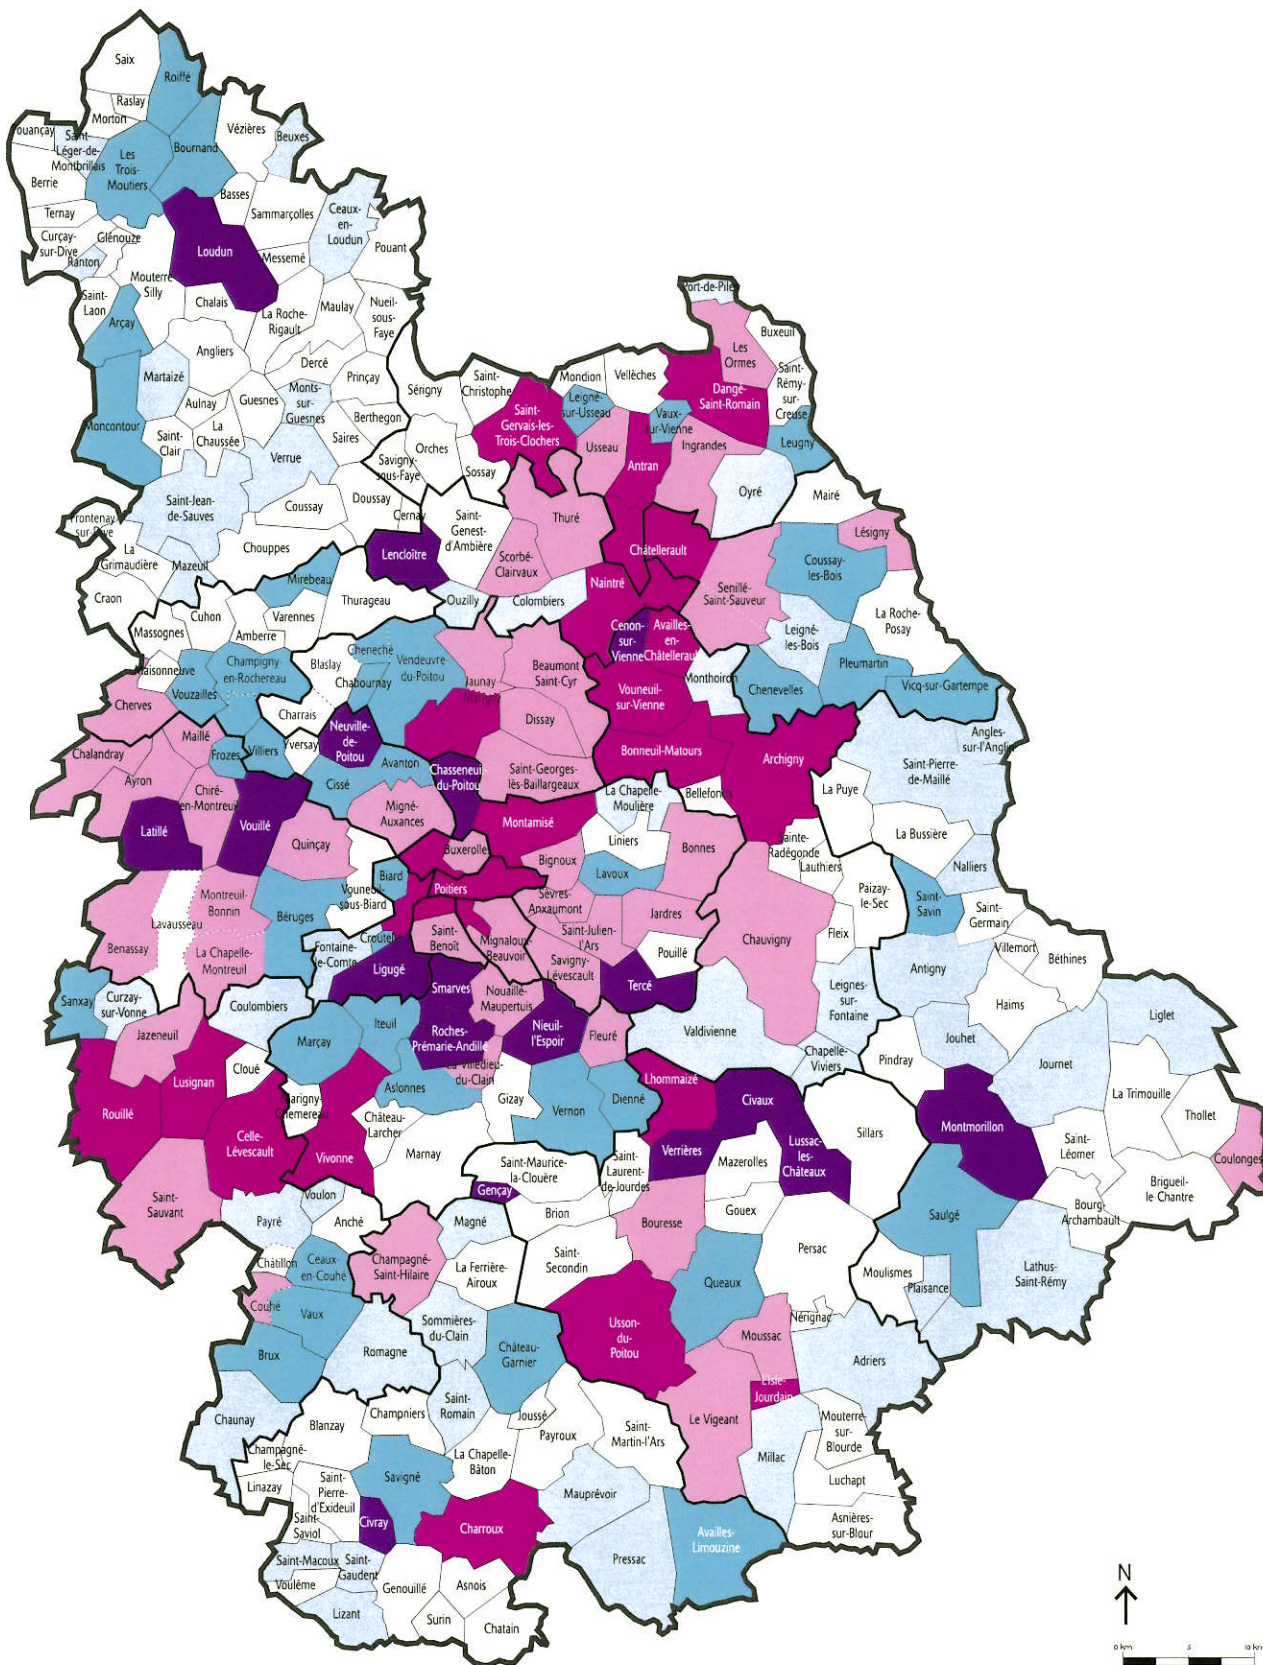 Saix
Roiffé
Raslay
Morton
Vézières
Beuxes
Saint-
Léger-de-
Montbrillais
Les
Trois-
Moutiers
Bournand
Berrie
Basses
Ternay
Sammarçolles
Ceaux-
en-
Loudun
Curçay-
sur-Dive
Glénouze
Ranton
Loudun
Messemé
Pouant
Mouterre-
Silly
Saint-
Laon
Chalais
La Roche-
Rigault
Maulay
Nueil-
sous-
Faye
Arçay
Angliers
Dercé
Martaizé
Monts-
sur-
Guesnes
Prinçay
Aulnay
Guesnes
Berthegon
Moncontour
Saint-
Clair
La
Chaussée
Saires
Verrue
Saint-Jean-
de-Sauves
Coussay
Doussay
Savigny-
sous-Faye
Orches
Sérigny
Saint-
Christophe
Sossay
Cernay
Saint-
Genest-
d'Ambière
Lencloître
Frontenay-
sur-Dive
La
Grimaudière
Mazeuil
Chouppes
Craon
Mirebeau
Thurageau
Varennes
Cuhon
Massognes
Amberre
Port-de-Piles
Les
Ormes
Buxeuil
Saint-
Rémy-
sur-
Creuse
Mondion
Vellèches
Dangé-
Saint-Romain
Leigné-
sur-Usseau
Vaux-
sur-Vienne
Saint-
Gervais-les-
Trois-Clochers
Usseau
Antran
Ingrandes
Leugny
Oyré
Mairé
Thuré
Châtellerault
Lésigny
Scorbé-
Clairvaux
Coussay-
les-Bois
Naintré
Senillé-
Saint-Sauveur
Ouzilly
Colombiers
Cenon-
sur-
Vienne
Availles-
en-
Châtellerault
Leigné-
les-Bois
La Roche-
Posay
Pleumartin
Monthoiron
Chenevelles
Vicq-sur-Gartempe
Maisonneuve
Champigny-
en-Rochereau
Vouzailles
Blaslay
Cheneché
Chabournay
Vendeuvre-
du-Poitou
Jaunay-
Beaumont
Saint-Cyr
Vouneuil-
sur-Vienne
Cherves
Charrais
Dissay
Neuville-
de-
Poitou
Bonneuil-Matours
Archigny
Angles-
sur-l'Anglin
Saint-Pierre-
de-Maillé
Maillé
Chalandray
Frozes
Villiers
Yversay
Avanton
Cissé
Chasseneuil-
du-Poitou
Saint-Georges-
lès-Baillargeaux
Ayron
Chiré-
en-Montreuil
La Chapelle-
Moulière
Bellefonds
La Puye
Latillé
Vouillé
Migné-
Auxances
Montamisé
La Bussière
Liniers
Quinçay
Buxerolles
Bignoux
Bonnes
Sainte-
Radégonde
Lauthiers
Nalliers
Biard
Lavoux
Vouneuil-
sous-Biard
Poitiers
Sèvres-
Anxaumont
Paizay-
le-Sec
Saint-
Savin
Saint-
Germain
Montreuil-
Bonnin
Lavausseau
Béruges
Jardres
Saint-Julien-
l'Ars
Chauvigny
Fleix
Villemort
Béthines
Benassay
La Chapelle-
Montreuil
Fontaine-
le-Comte
Croutelle
Saint-
Benoît
Mignaloux-
Beauvoir
Pouillé
Savigny-
Lévescault
Antigny
Ligugé
Smarves
Tercé
Sanxay
Curzay-
sur-Vonne
Coulombiers
Nouaillé-
Maupertuis
Leignes-
sur-
Fontaine
Haims
Jazeneuil
Marçay
Iteuil
Roches-
Prémarie-Andillé
Nieuil-
l'Espoir
Fleuré
Valdivienne
Jouhet
Liglet
Chapelle-
Viviers
Pindray
Journet
Cloué
Lusignan
La Villedieu-
du-Clain
Aslonnes
Lhommaizé
Rouillé
Marigny-
Chemereau
Gizay
Vernon
Dienné
Civaux
La Trimouille
Château-
Larcher
Thollet
Montmorillon
Sillars
Celle-
Lévescault
Vivonne
Marnay
Verrières
Lussac-
les-
Châteaux
Saint-
Léomer
Coulonges
Saint-Maurice-
la-Clouère
Saint-
Laurent-
de-Jourdes
Mazerolles
Brigueil-
le-Chantre
Saint-
Sauvant
Gençay
Bourg-
Archambault
Voulon
Payré
Anché
Magné
Brion
Bouresse
Gouex
Saulgé
Châtillon
Champagné-
Saint-Hilaire
La Ferrière-
Airoux
Saint-
Secondin
Persac
Lathus-
Saint-Rémy
Ceaux-
en-Couhé
Queaux
Moulismes
Plaisance
Couhé
Vaux
Sommières-
du-Clain
Usson-
du-
Poitou
Nérignac
Moussac
Brux
Romagne
Château-
Garnier
Adriers
L'Isle-
Jourdain
Chaunay
Saint-
Romain
Le Vigeant
Blanzay
Champniers
Joussé
Payroux
Saint-
Martin-l'Ars
Mouterre-
sur-
Blourde
Champagné-
le-Sec
La Chapelle-
Bâton
Millac
Linazay
Saint-
Pierre-
d'Exideuil
Savigné
Luchapt
Mauprévoir
Saint-
Saviol
Civray
Charroux
Asnières-
sur-Blour
Availles-
Limouzine
Saint-Macoux
Saint-
Gaudent
Pressac
Voulême
Genouillé
Asnois
Lizant
Surin
Chatain
N
0 km
5
10 km